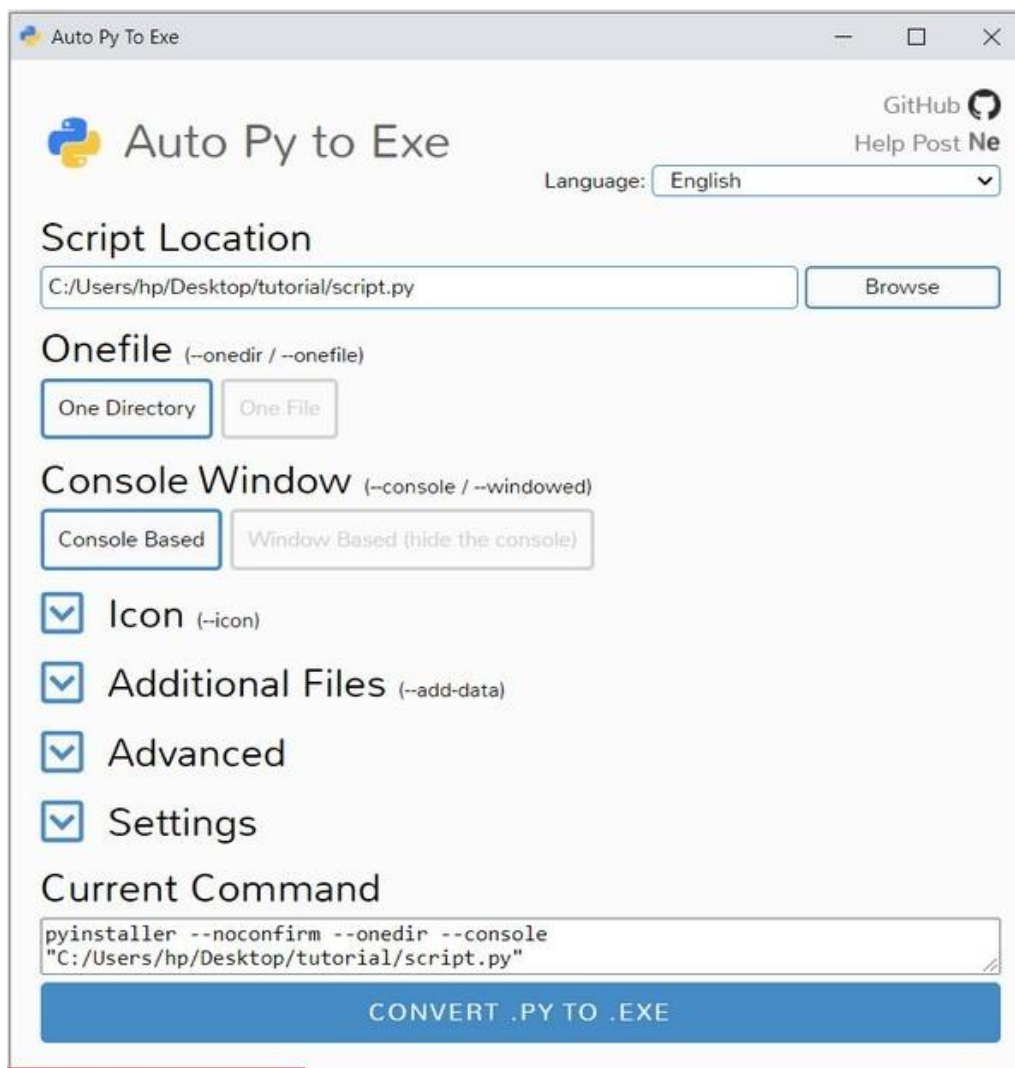 Auto Py To Exe
Auto Py to Exe
GitHub
Help Post Ne
Language: English
Script Location
C:/Users/hp/Desktop/tutorial/script.py Browse
Onefile (--onedir / --onefile)
One Directory One File
Console Window (--console / --windowed)
Console Based Window Based (hide the console)
Icon (--icon)
Additional Files (--add-data)
Advanced
Settings
Current Command
pyinstaller --noconfirm --onedir --console
"C:/Users/hp/Desktop/tutorial/script.py"
CONVERT .PY TO .EXE